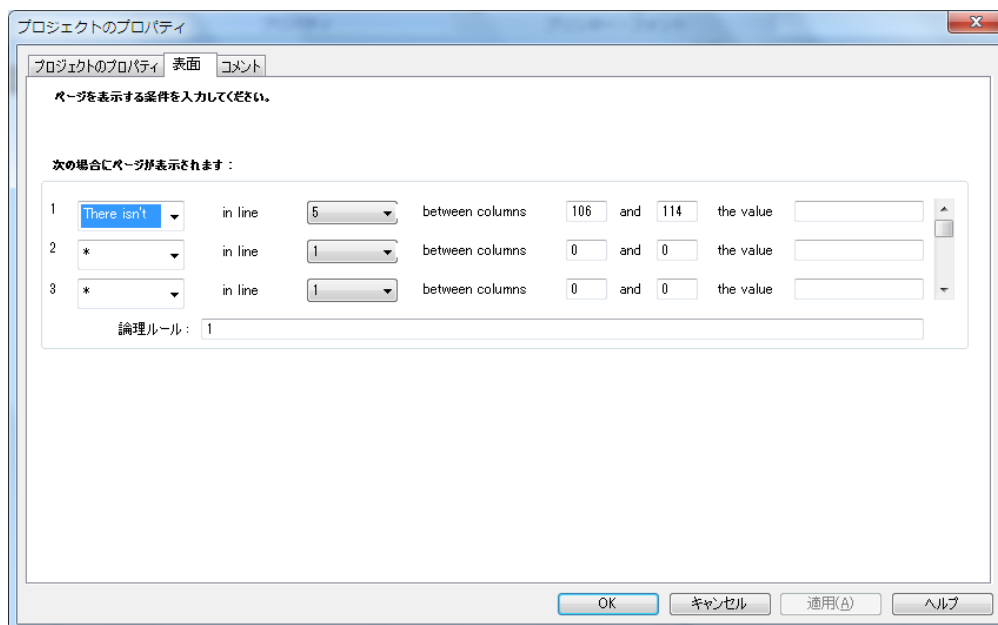 プロジェクトのプロパティ
プロジェクトのプロパティ 表面 コメント
ページを表示する条件を入力してください。
次の場合にページが表示されます：
1 There isn't in line 5 between columns 106 and 114 the value
2 * in line 1 between columns 0 and 0 the value
3 * in line 1 between columns 0 and 0 the value
論理ルール： 1
OK キャンセル 適用(A) ヘルプ